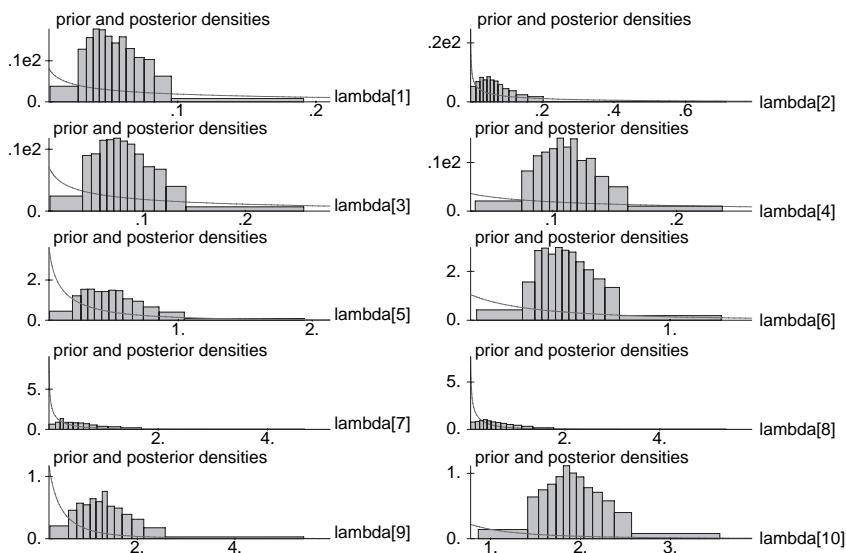 prior and posterior densities
.1e2
0.
.1
.2
lambda[1]
prior and posterior densities
.2e2
0.
.2
.4
.6
lambda[2]
prior and posterior densities
.1e2
0.
.1
.2
lambda[3]
prior and posterior densities
.1e2
0.
.1
.2
lambda[4]
prior and posterior densities
2.
0.
1.
2.
lambda[5]
prior and posterior densities
2.
0.
1.
lambda[6]
prior and posterior densities
5.
0.
2.
4.
lambda[7]
prior and posterior densities
5.
0.
2.
4.
lambda[8]
prior and posterior densities
1.
0.
2.
4.
lambda[9]
prior and posterior densities
1.
0.
1.
2.
3.
lambda[10]